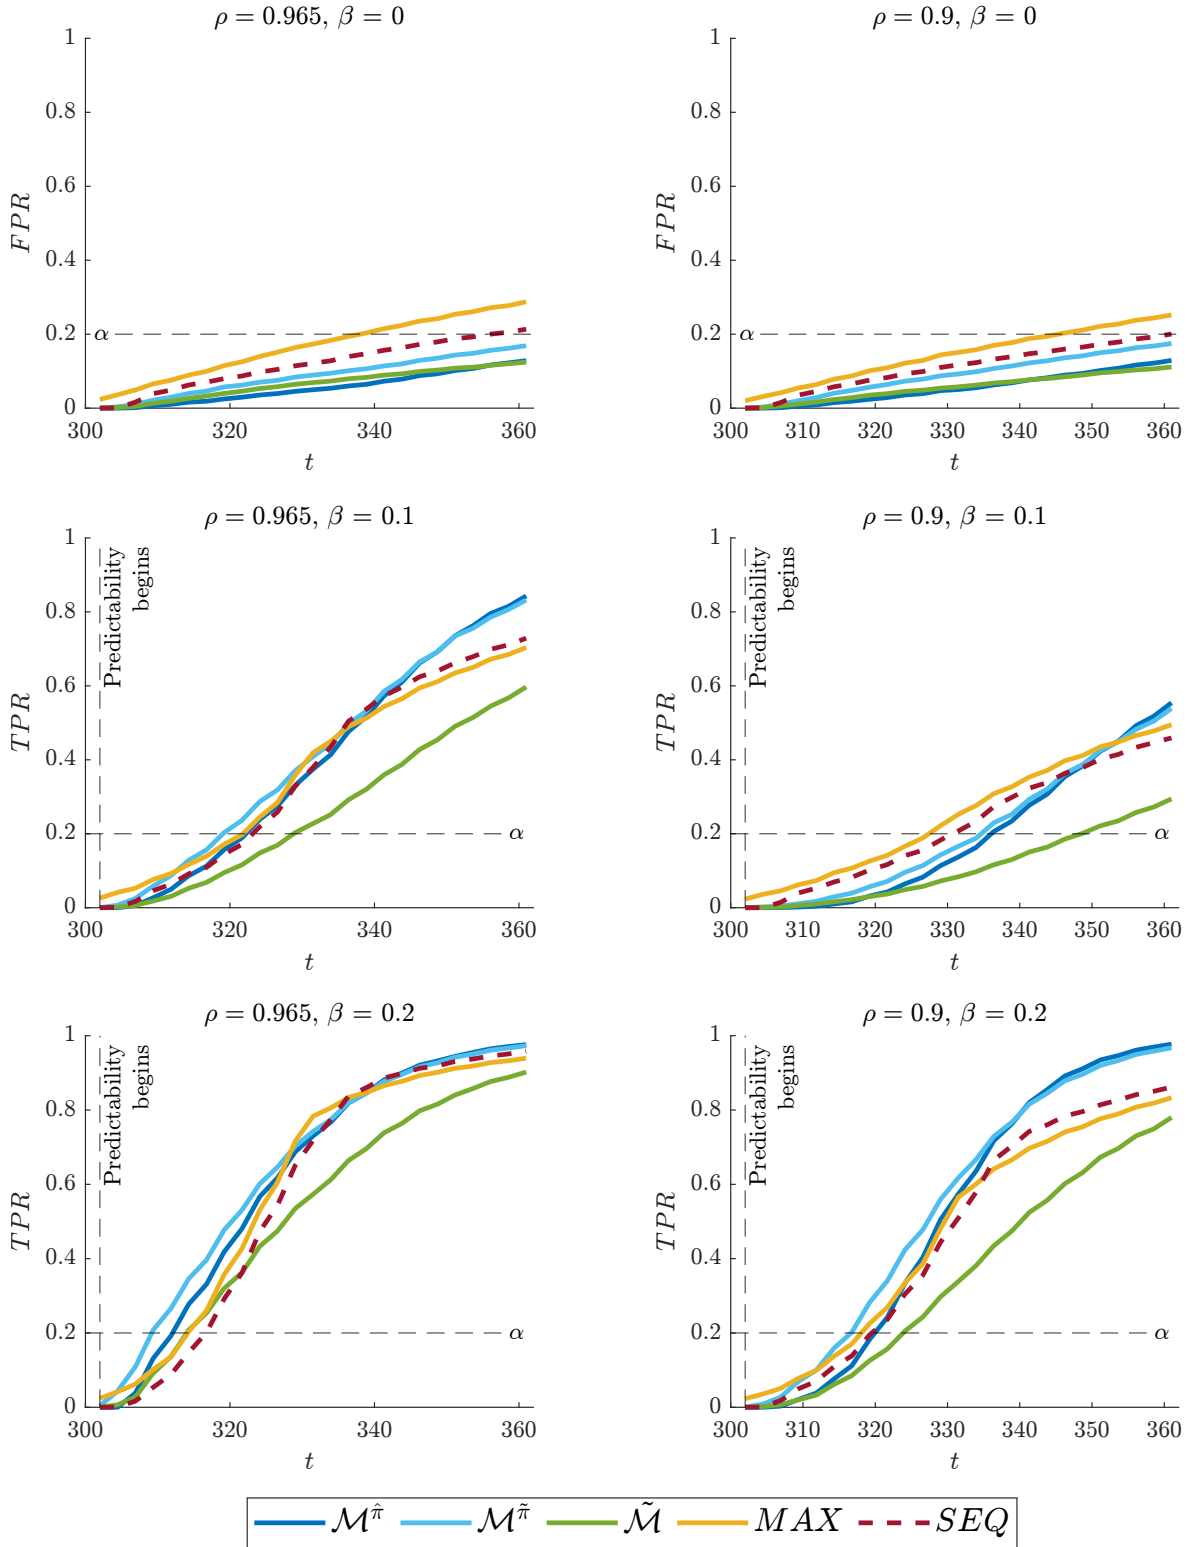 ρ = 0.965, β = 0
1
0.8
0.6
0.4
0.2
0
FPR
α
300 320 340 360
t
ρ = 0.9, β = 0
1
0.8
0.6
0.4
0.2
0
FPR
α
300 310 320 330 340 350 360
t
ρ = 0.965, β = 0.1
1
0.8
0.6
0.4
0.2
0
TPR
Predictability
begins
α
300 320 340 360
t
ρ = 0.9, β = 0.1
1
0.8
0.6
0.4
0.2
0
TPR
Predictability
begins
α
300 310 320 330 340 350 360
t
ρ = 0.965, β = 0.2
1
0.8
0.6
0.4
0.2
0
TPR
Predictability
begins
α
300 320 340 360
t
ρ = 0.9, β = 0.2
1
0.8
0.6
0.4
0.2
0
TPR
Predictability
begins
α
300 310 320 330 340 350 360
t
ℳ^π̂ ℳ^π̃ ℳ̃ MAX SEQ